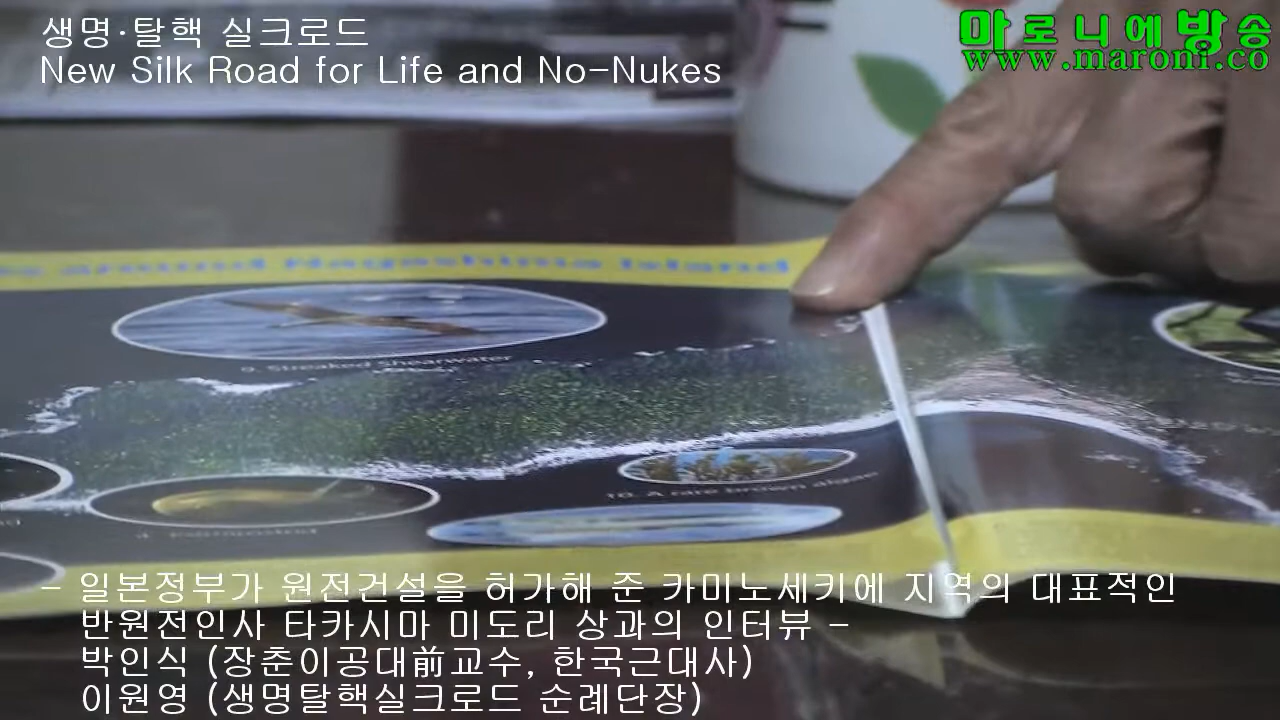 생명·탈핵 실크로드
New Silk Road for Life and No-Nukes
마로니에방송
www.maroni.co
around Nagashima Island
9. Streaked shearwater
10. A rare brown algae
- 일본정부가 원전건설을 허가해 준 카미노세키에 지역의 대표적인
반원전인사 타카시마 미도리 상과의 인터뷰 -
박인식 (장춘이공대前교수, 한국근대사)
이원영 (생명탈핵실크로드 순례단장)